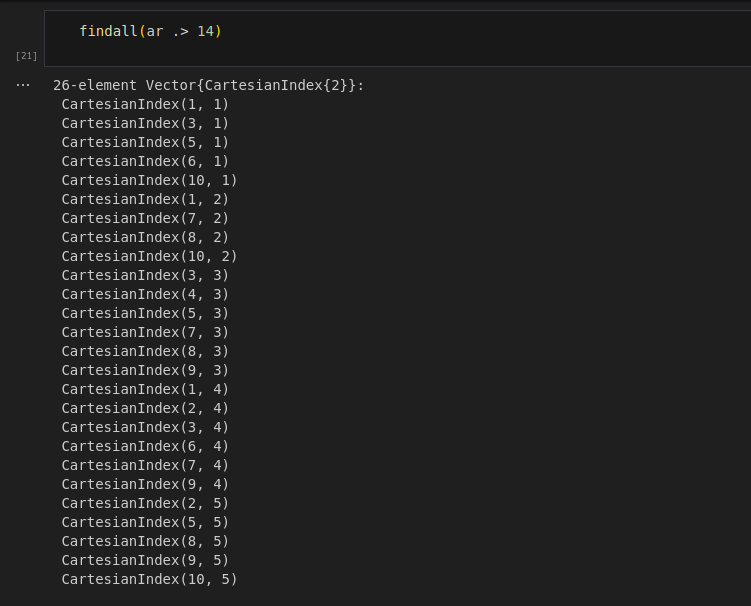 findall(ar .> 14)
[21]
··· 26-element Vector{CartesianIndex{2}}:
CartesianIndex(1, 1)
CartesianIndex(3, 1)
CartesianIndex(5, 1)
CartesianIndex(6, 1)
CartesianIndex(10, 1)
CartesianIndex(1, 2)
CartesianIndex(7, 2)
CartesianIndex(8, 2)
CartesianIndex(10, 2)
CartesianIndex(3, 3)
CartesianIndex(4, 3)
CartesianIndex(5, 3)
CartesianIndex(7, 3)
CartesianIndex(8, 3)
CartesianIndex(9, 3)
CartesianIndex(1, 4)
CartesianIndex(2, 4)
CartesianIndex(3, 4)
CartesianIndex(6, 4)
CartesianIndex(7, 4)
CartesianIndex(9, 4)
CartesianIndex(2, 5)
CartesianIndex(5, 5)
CartesianIndex(8, 5)
CartesianIndex(9, 5)
CartesianIndex(10, 5)